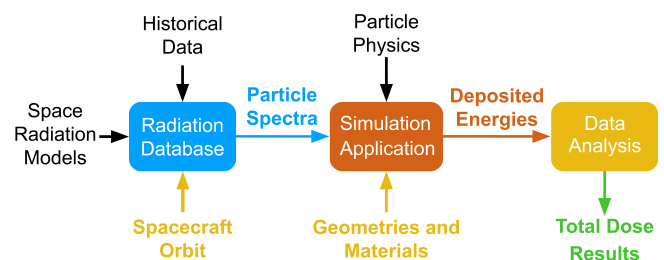 Historical
Data
Particle
Physics
Space
Radiation
Models
Radiation
Database
Particle
Spectra
Simulation
Application
Deposited
Energies
Data
Analysis
Spacecraft
Orbit
Geometries and
Materials
Total Dose
Results